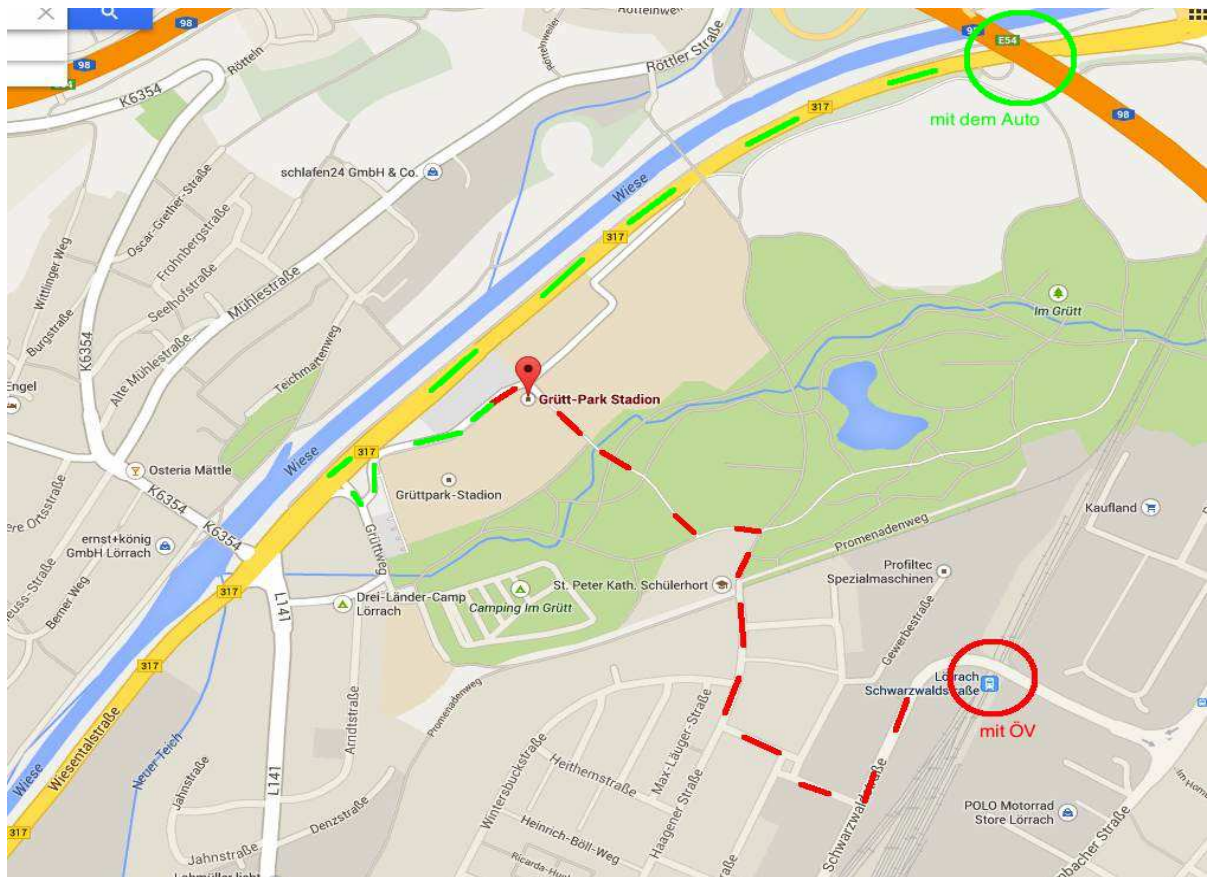 98
98
Rötteln
Rötteler
Röttelnweiler
Röttler Straße
98
E54
317
mit dem Auto
98
K6354
schlafen24 GmbH & Co.
Wiese
317
Oscar-Grether-Straße
Frohnbergstraße
Wittlinger Weg
Seelhofstraße
Mühlestraße
Burgstraße
K6354
Alte Mühlestraße
Teichmattenweg
Im Grütt
Engel
Grütt-Park Stadion
Osteria Mättle
Wiese
317
Grüttpark-Stadion
K6354
K6354
ernst+könig
GmbH Lörrach
Grüttweg
Promenadenweg
Kaufland
Profiltec
Spezialmaschinen
St. Peter Kath. Schülerhort
Berner Weg
317
L141
Drei-Länder-Camp
Lörrach
Camping Im Grütt
Gewerbestraße
317
Lörrach
Schwarzwaldstraße
mit ÖV
Wiesentalstraße
Arndtstraße
Promenadenweg
Neuer Teich
Wiese
L141
Jahnstraße
Denzstraße
Wintersbuckstraße
Heithemstraße
Max-Läuger-Straße
Haagener Straße
Heinrich-Böll-Weg
Schwarzwaldstraße
POLO Motorrad
Store Lörrach
317
Jahnstraße